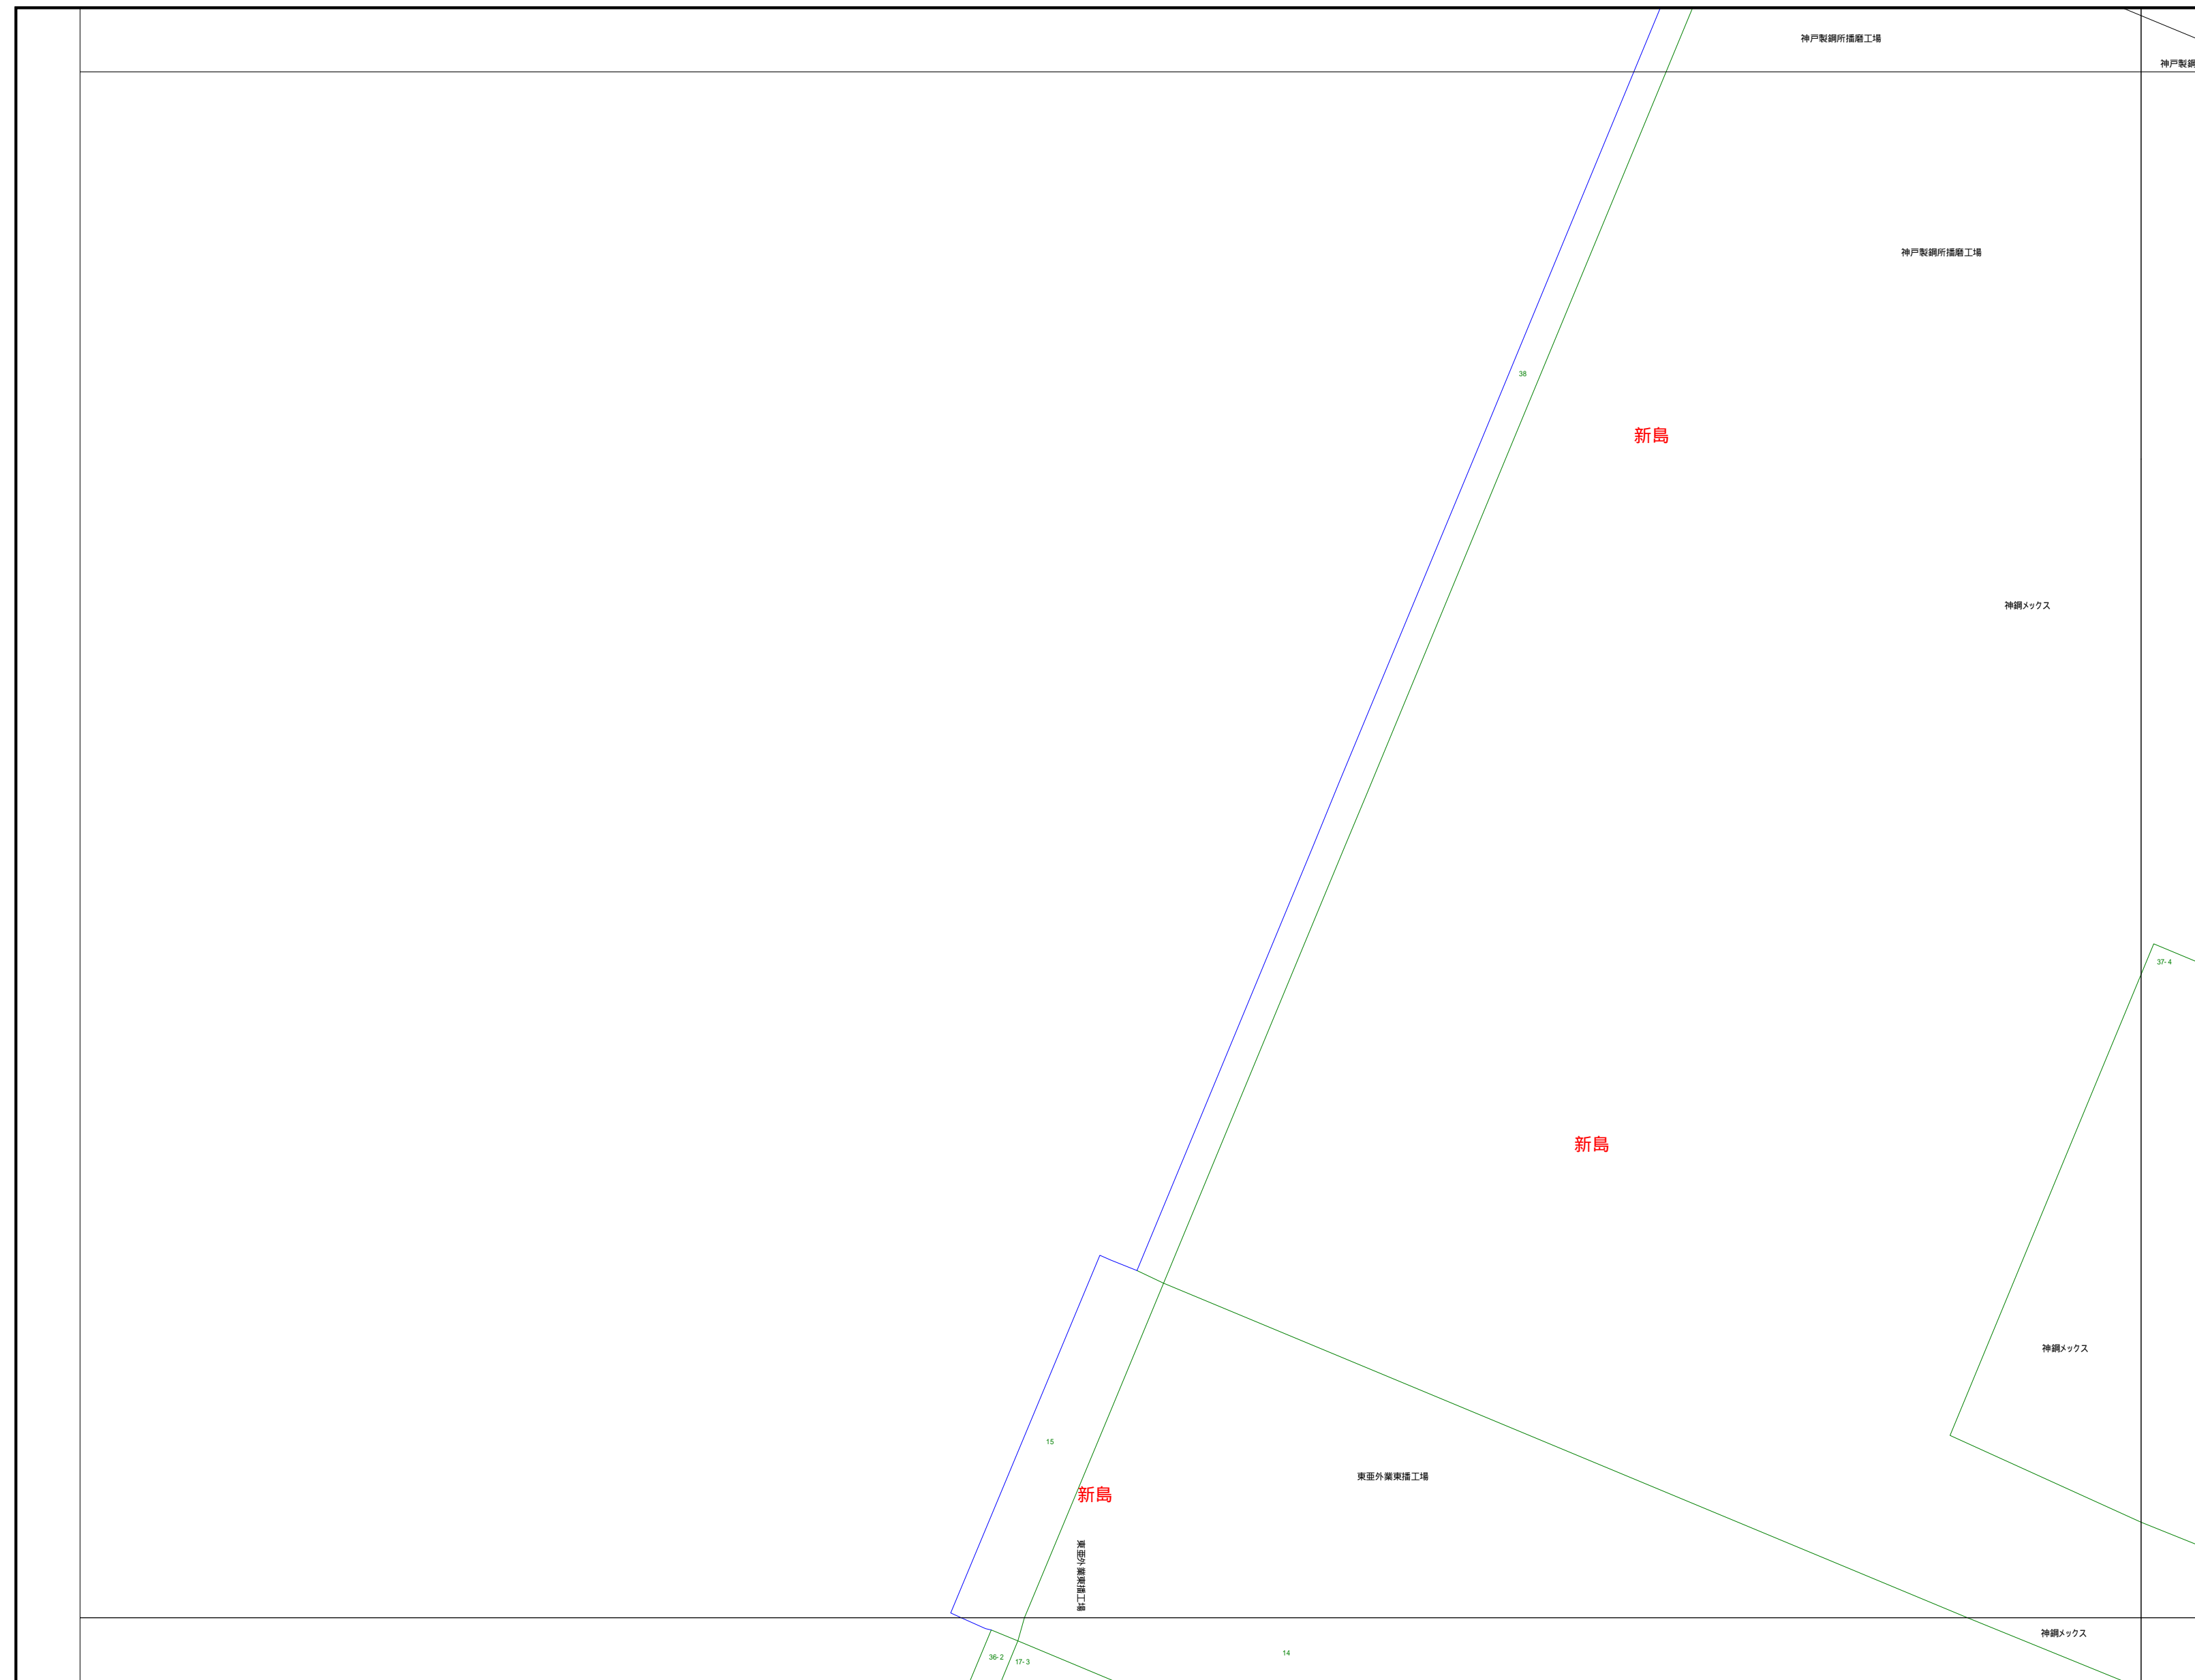 神戸製鋼所播磨工場
神戸製鋼
神戸製鋼所播磨工場
38
新島
神鋼メックス
37-4
新島
神鋼メックス
15
東亜外業東播工場
新島
東亜外業東播工場
神鋼メックス
14
36-2
17-3